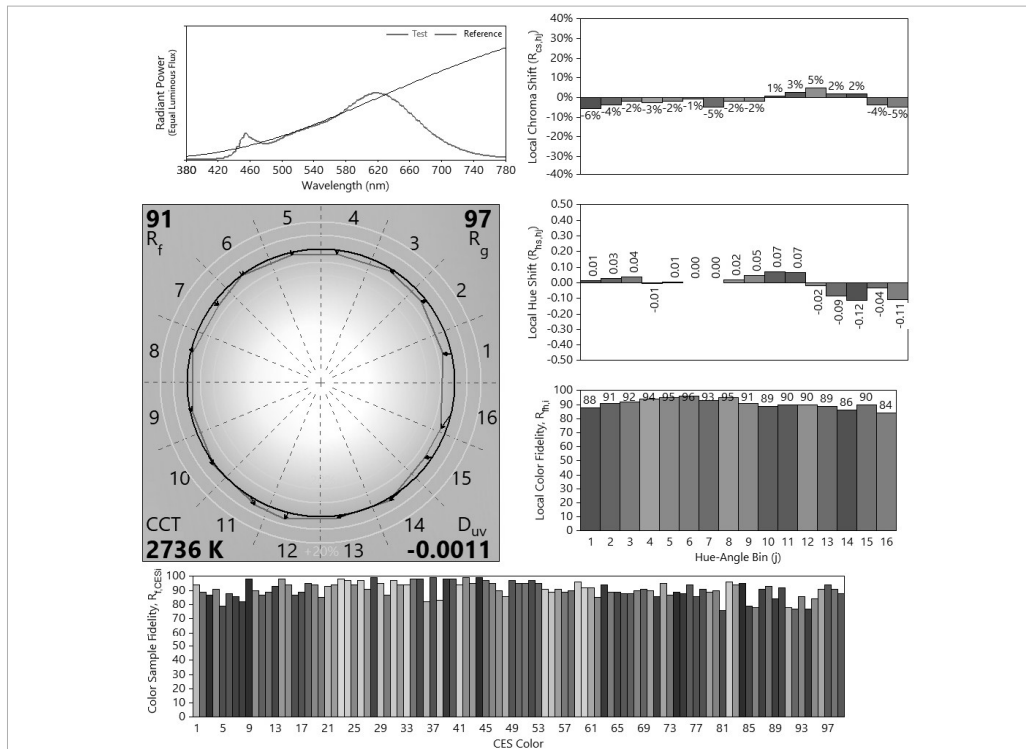 Test Reference
Radiant Power
(Equal Luminous Flux)
380 420 460 500 540 580 620 660 700 740 780
Wavelength (nm)
Local Chroma Shift (Rcs,hj)
40%
30%
20%
10%
0%
-10%
-20%
-30%
-40%
-6% -4% -2% -3% -2% -1% -5% -2% -2% 1% 3% 5% 2% 2% -4% -5%
91
Rf
97
Rg
5 4
6 3
7 2
8 1
9 16
10 15
11 14
12 +20% 13
CCT
2736 K
Duv
-0.0011
Local Hue Shift (Rhs,hj)
0.50
0.40
0.30
0.20
0.10
0.00
-0.10
-0.20
-0.30
-0.40
-0.50
0.01 0.03 0.04 -0.01 0.01 0.00 0.00 0.02 0.05 0.07 0.07 -0.02 -0.09 -0.12 -0.04 -0.11
Local Color Fidelity, Rfh,i
100
90
80
70
60
50
40
30
20
10
0
88 91 92 94 95 96 93 95 91 89 90 90 89 86 90 84
1 2 3 4 5 6 7 8 9 10 11 12 13 14 15 16
Hue-Angle Bin (j)
Color Sample Fidelity, Rf,CESi
100
90
80
70
60
50
40
30
20
10
0
1 5 9 13 17 21 25 29 33 37 41 45 49 53 57 61 65 69 73 77 81 85 89 93 97
CES Color